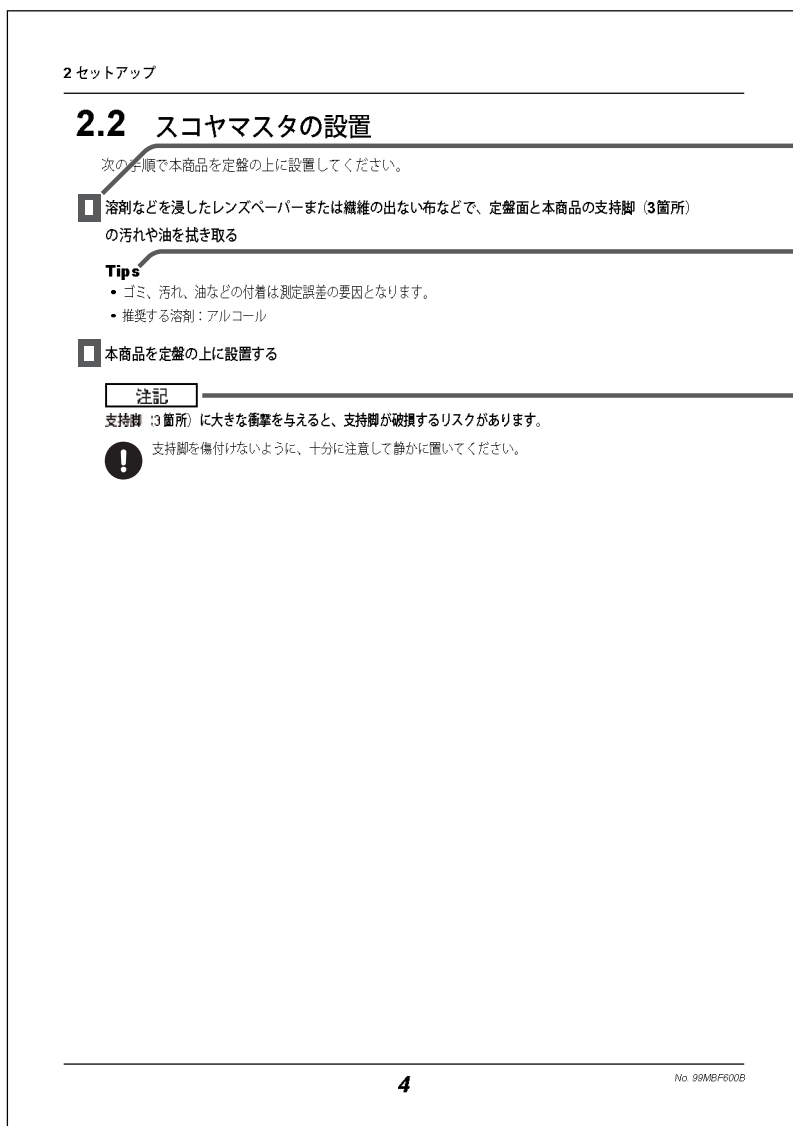 2 セットアップ
2.2 スコヤマスタの設置
次の手順で本商品を定盤の上に設置してください。
溶剤などを浸したレンズペーパーまたは繊維の出ない布などで、定盤面と本商品の支持脚（3箇所）
の汚れや油を拭き取る
Tips
• ゴミ、汚れ、油などの付着は測定誤差の要因となります。
• 推奨する溶剤：アルコール
本商品を定盤の上に設置する
注記
支持脚（3箇所）に大きな衝撃を与えると、支持脚が破損するリスクがあります。
支持脚を傷付けないように、十分に注意して静かに置いてください。
4
No. 99MBF600B